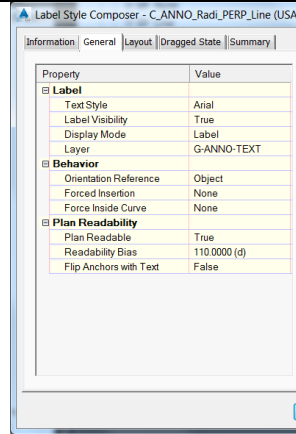 Label Style Composer - C_ANNO_Radi_PERP_Line (USA
Information General Layout Dragged State Summary
Property Value
Label
Text Style Arial
Label Visibility True
Display Mode Label
Layer G-ANNO-TEXT
Behavior
Orientation Reference Object
Forced Insertion None
Force Inside Curve None
Plan Readability
Plan Readable True
Readability Bias 110.0000 (d)
Flip Anchors with Text False